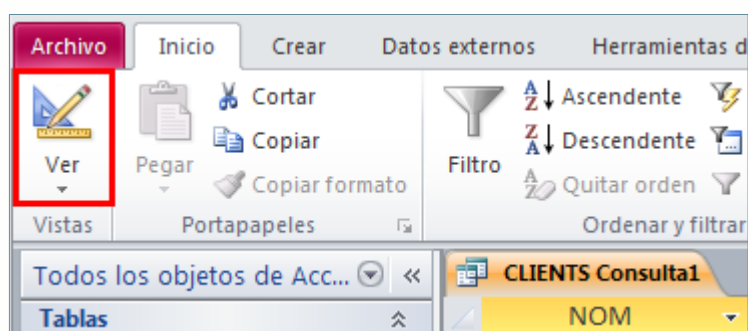 Archivo Inicio Crear Datos externos Herramientas d
Cortar Ascendente
Copiar Descendente
Ver Pegar Filtro
Copiar formato Quitar orden
Vistas Portapapeles Ordenar y filtrar
Todos los objetos de Acc... « CLIENTS Consulta1
Tablas NOM